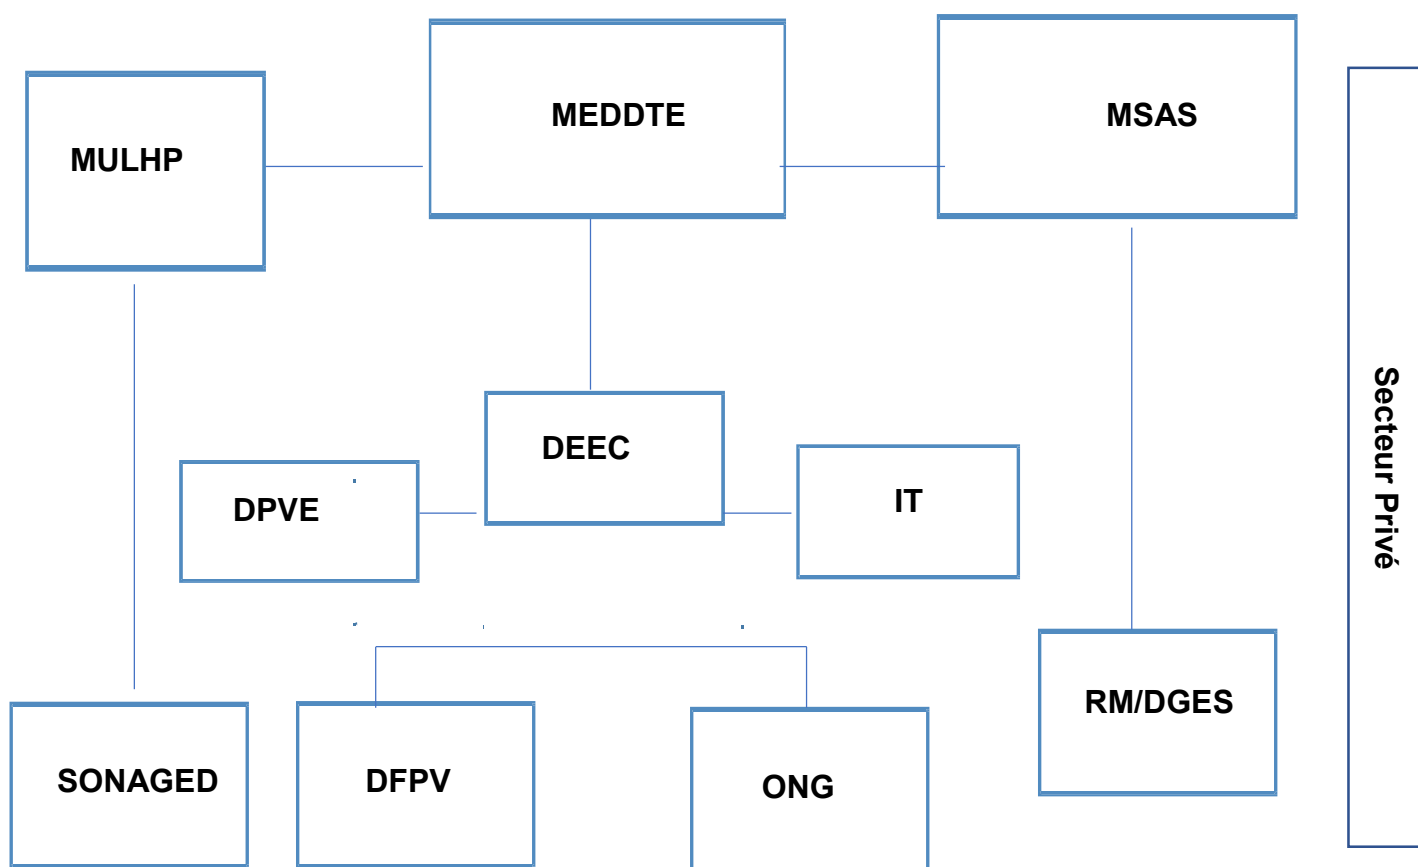 MULHP
MEDDTE
MSAS
DEEC
DPVE
IT
SONAGED
DFPV
ONG
RM/DGES
Secteur Privé